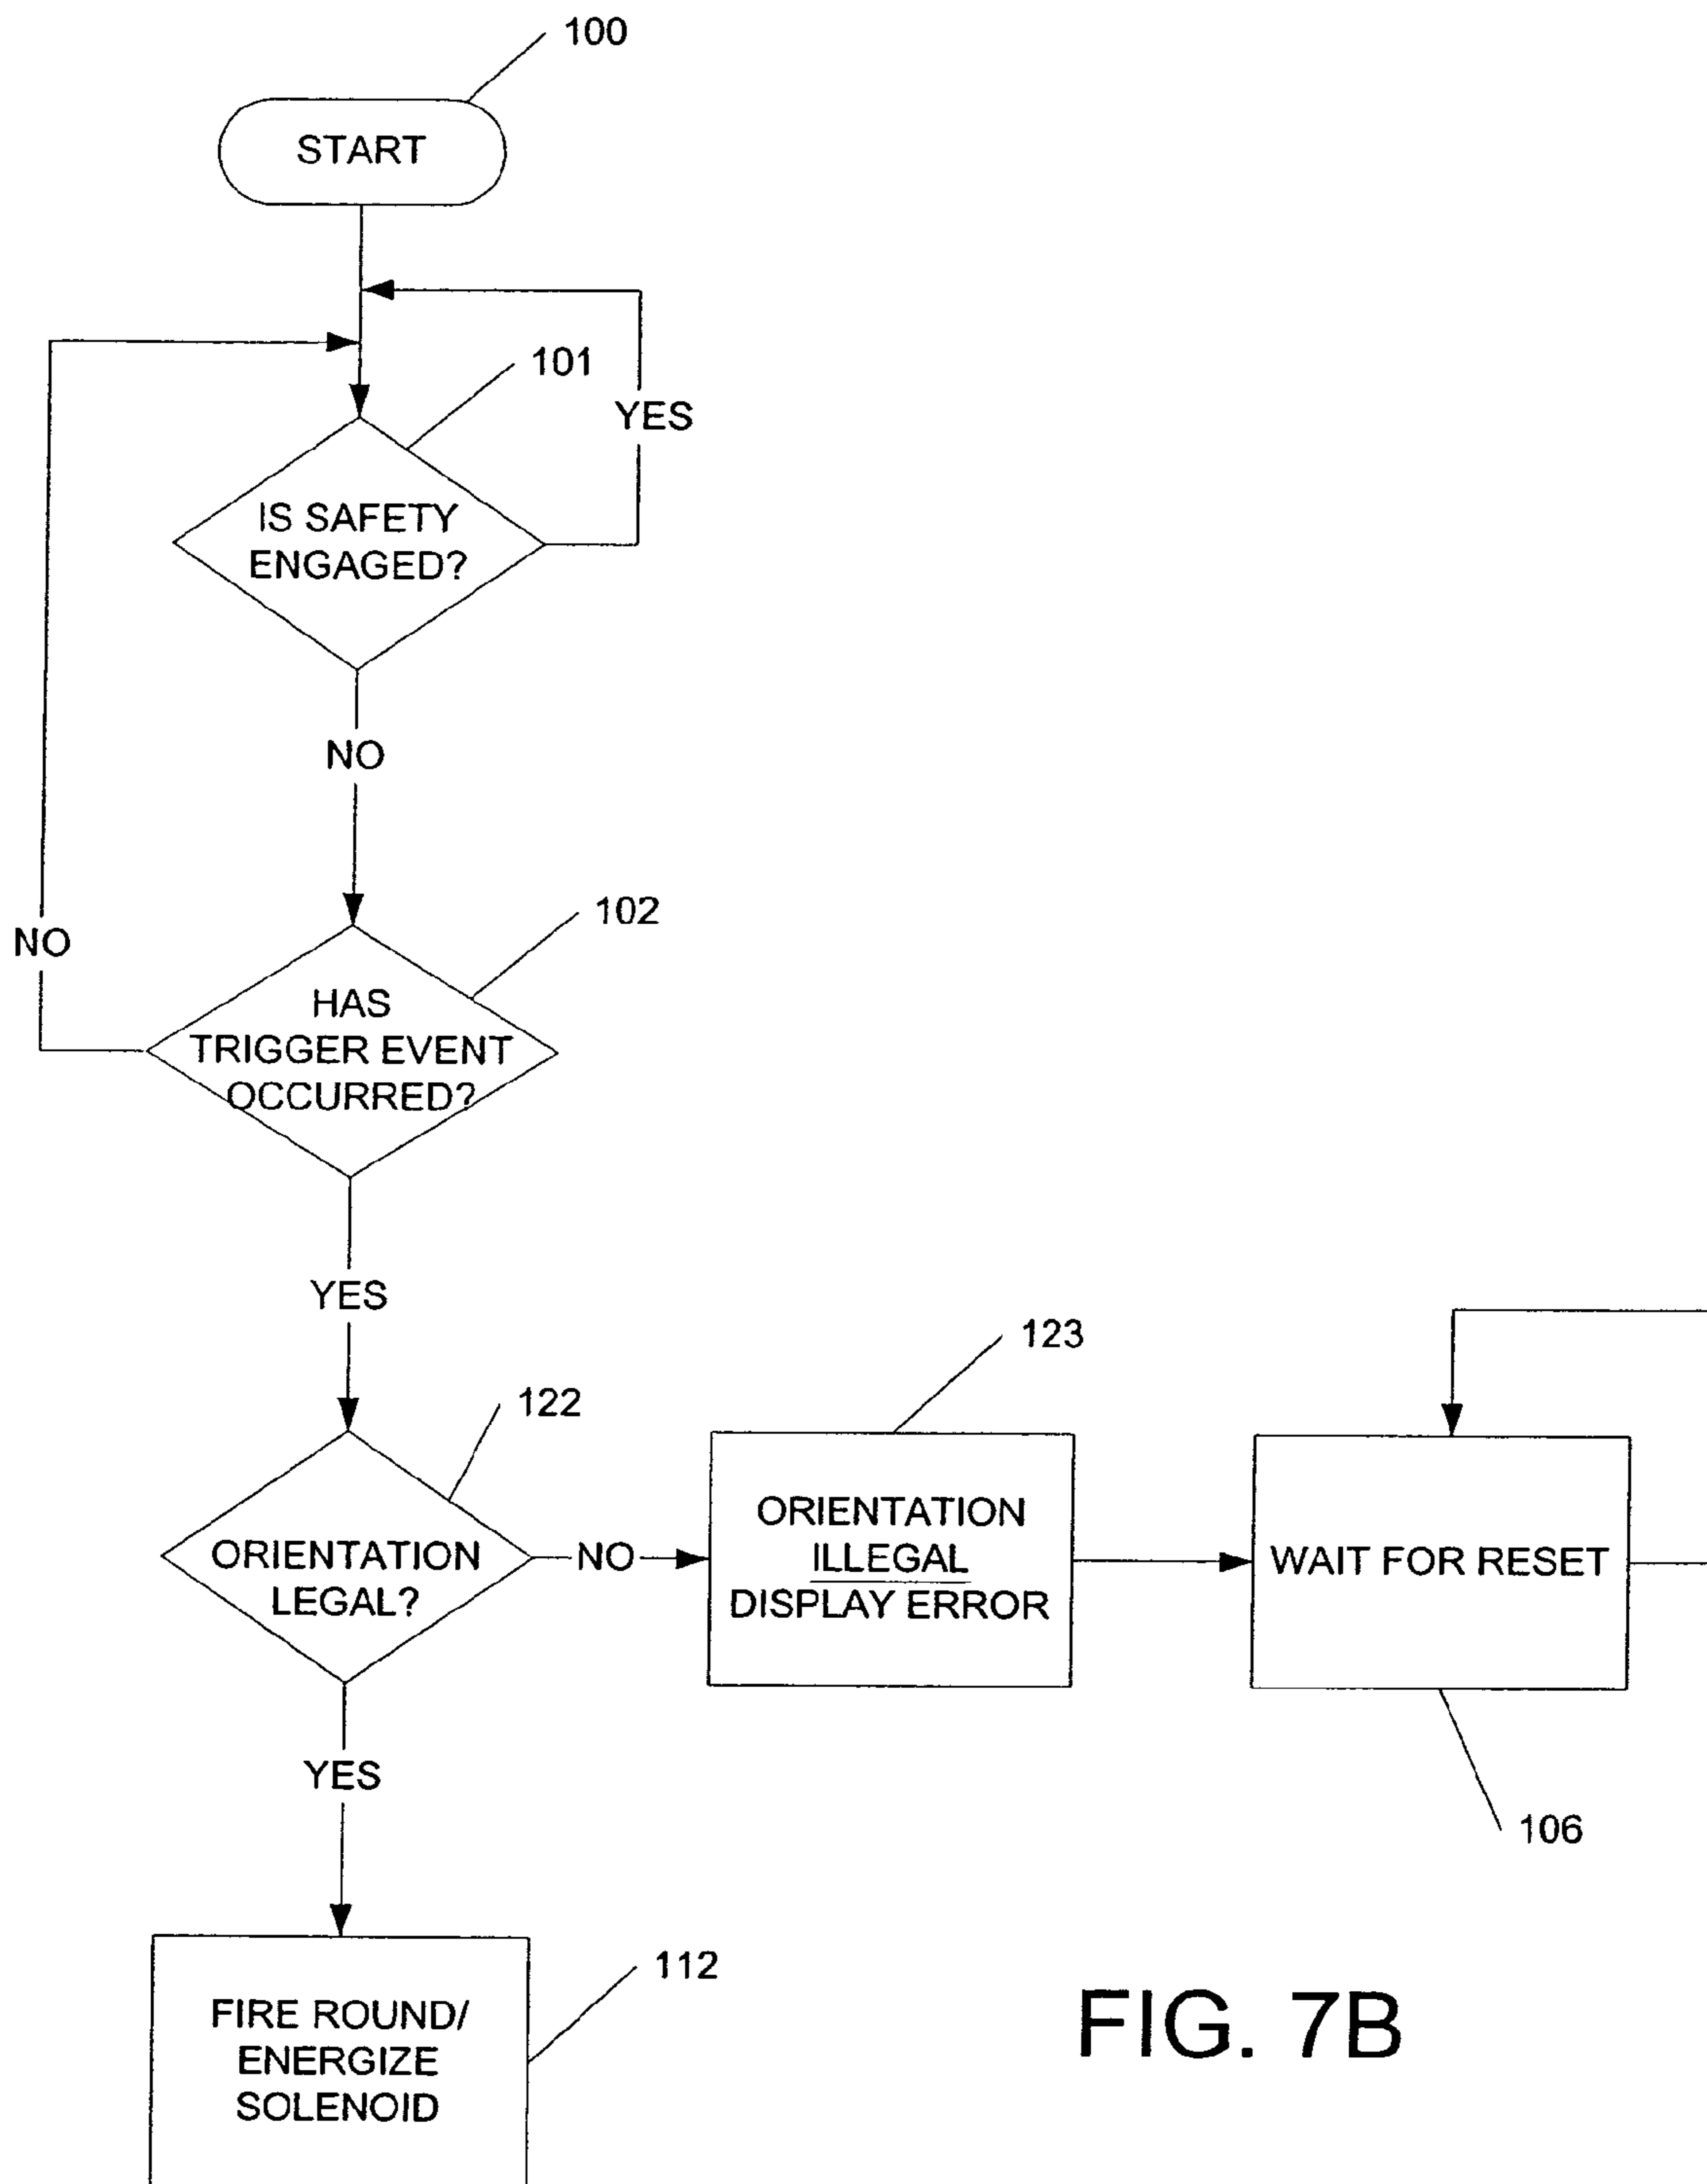 100
START
101
YES
IS SAFETY
ENGAGED?
NO
102
NO
HAS
TRIGGER EVENT
OCCURRED?
YES
123
122
ORIENTATION
LEGAL?
NO
ORIENTATION
ILLEGAL
DISPLAY ERROR
WAIT FOR RESET
YES
106
112
FIRE ROUND/
ENERGIZE
SOLENOID
FIG. 7B